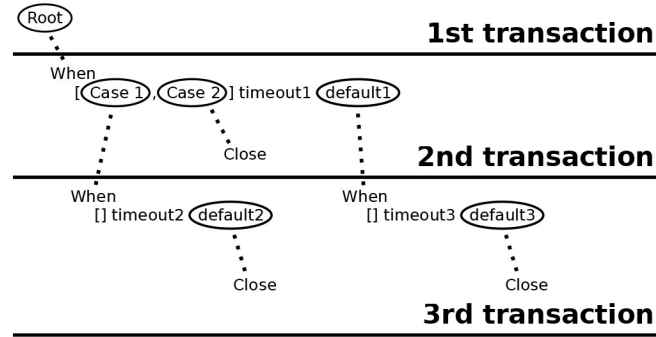 Root
1st transaction
When
[ Case 1 , Case 2 ] timeout1 default1
Close
2nd transaction
When
When
[] timeout2 default2
[] timeout3 default3
Close
Close
3rd transaction